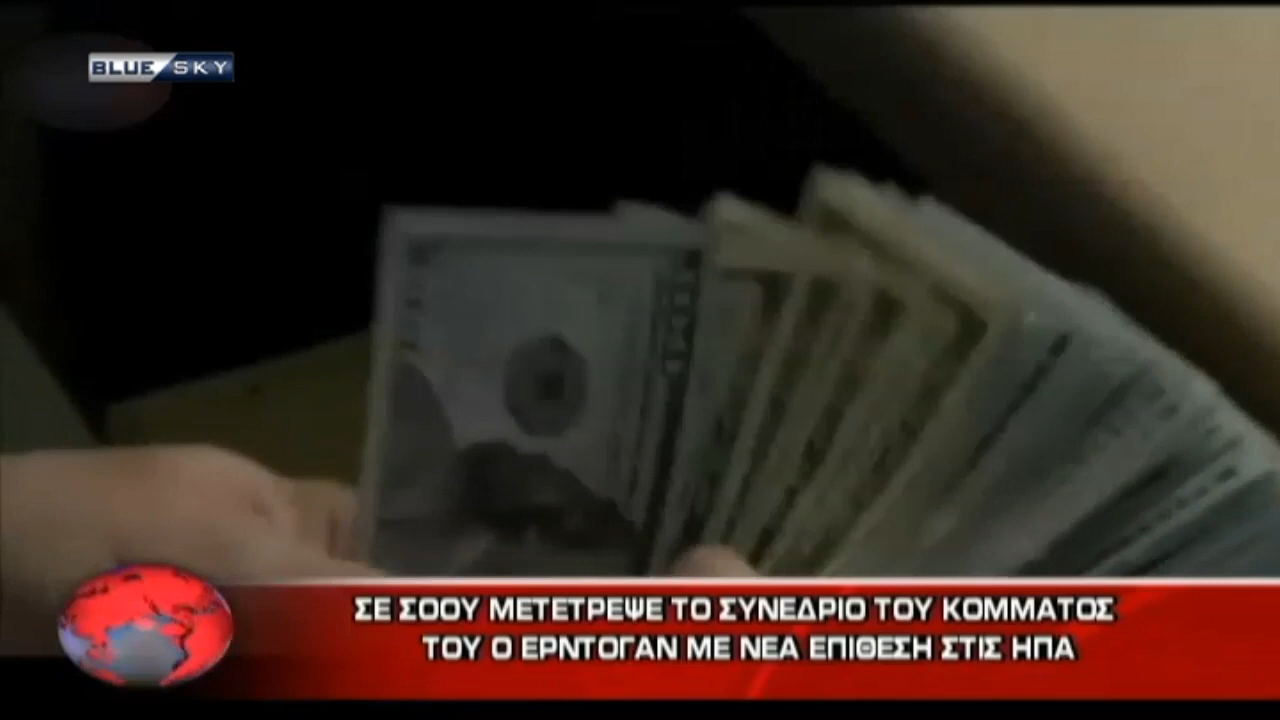 BLUE SKY
ΣΕ ΣΟΟΥ ΜΕΤΕΤΡΕΨΕ ΤΟ ΣΥΝΕΔΡΙΟ ΤΟΥ ΚΟΜΜΑΤΟΣ
ΤΟΥ Ο ΕΡΝΤΟΓΑΝ ΜΕ ΝΕΑ ΕΠΙΘΕΣΗ ΣΤΙΣ ΗΠΑ